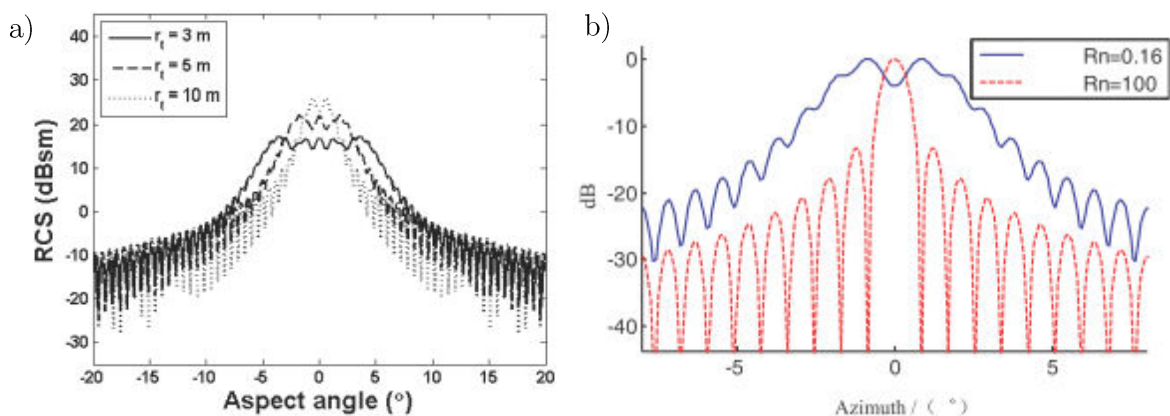 a)
r_t = 3 m
r_t = 5 m
r_t = 10 m
RCS (dBsm)
40
30
20
10
0
-10
-20
-30
-20
-15
-10
-5
0
5
10
15
20
Aspect angle (°)
b)
Rn=0.16
Rn=100
dB
0
-10
-20
-30
-40
-5
0
5
Azimuth / ( ° )